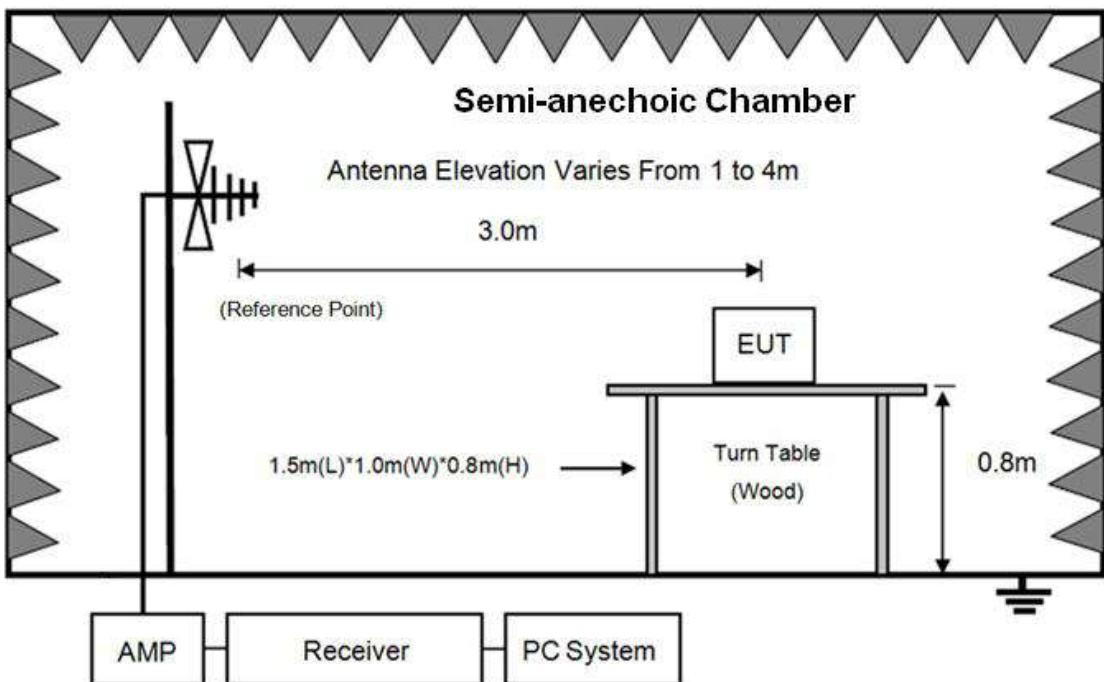 Semi-anechoic Chamber
Antenna Elevation Varies From 1 to 4m
3.0m
(Reference Point)
EUT
1.5m(L)*1.0m(W)*0.8m(H)
Turn Table
(Wood)
0.8m
AMP
Receiver
PC System